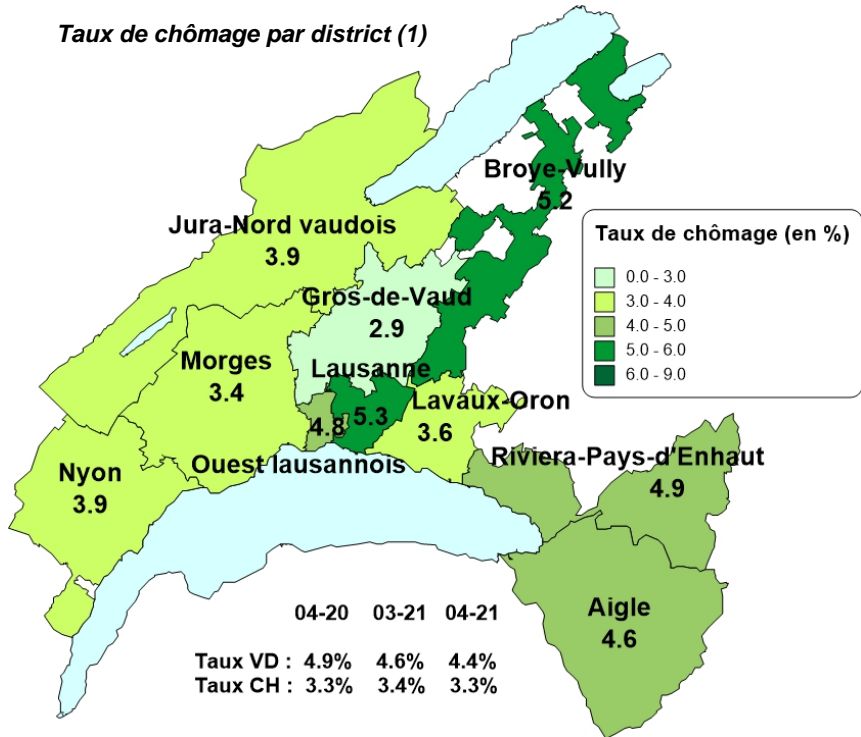 Taux de chômage par district (1)
Broye-Vully
5.2
Jura-Nord vaudois
3.9
Taux de chômage (en %)
0.0 - 3.0
3.0 - 4.0
4.0 - 5.0
5.0 - 6.0
6.0 - 9.0
Gros-de-Vaud
2.9
Morges
3.4
Lausanne
5.3
Lavaux-Oron
3.6
4.8
Ouest lausannois
Riviera-Pays-d'Enhaut
4.9
Nyon
3.9
Aigle
4.6
04-20 03-21 04-21
Taux VD : 4.9% 4.6% 4.4%
Taux CH : 3.3% 3.4% 3.3%